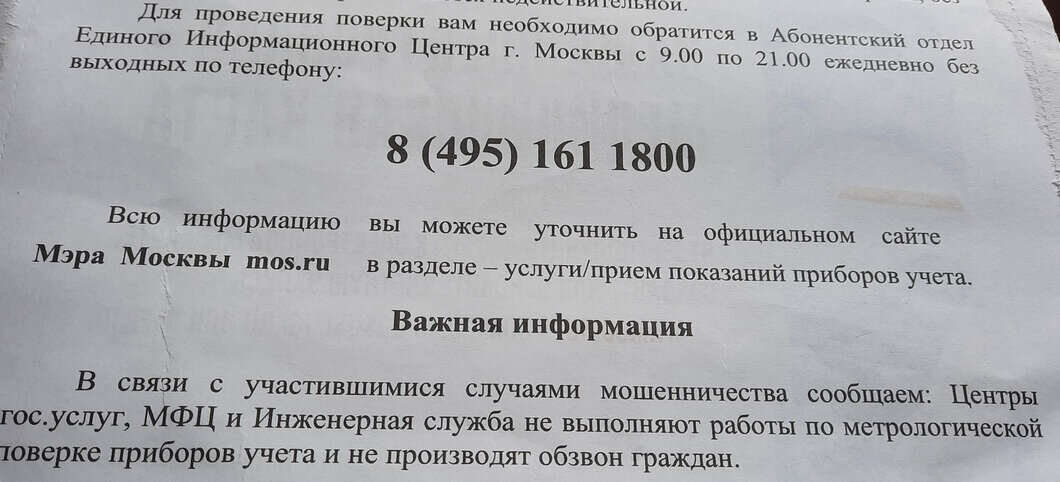 недействительной.
Для проведения поверки вам необходимо обратится в Абонентский отдел
Единого Информационного Центра г. Москвы с 9.00 по 21.00 ежедневно без
выходных по телефону:
8 (495) 161 1800
Всю информацию вы можете уточнить на официальном сайте
Мэра Москвы mos.ru в разделе – услуги/прием показаний приборов учета.
Важная информация
В связи с участившимися случаями мошенничества сообщаем: Центры
гос.услуг, МФЦ и Инженерная служба не выполняют работы по метрологической
поверке приборов учета и не производят обзвон граждан.